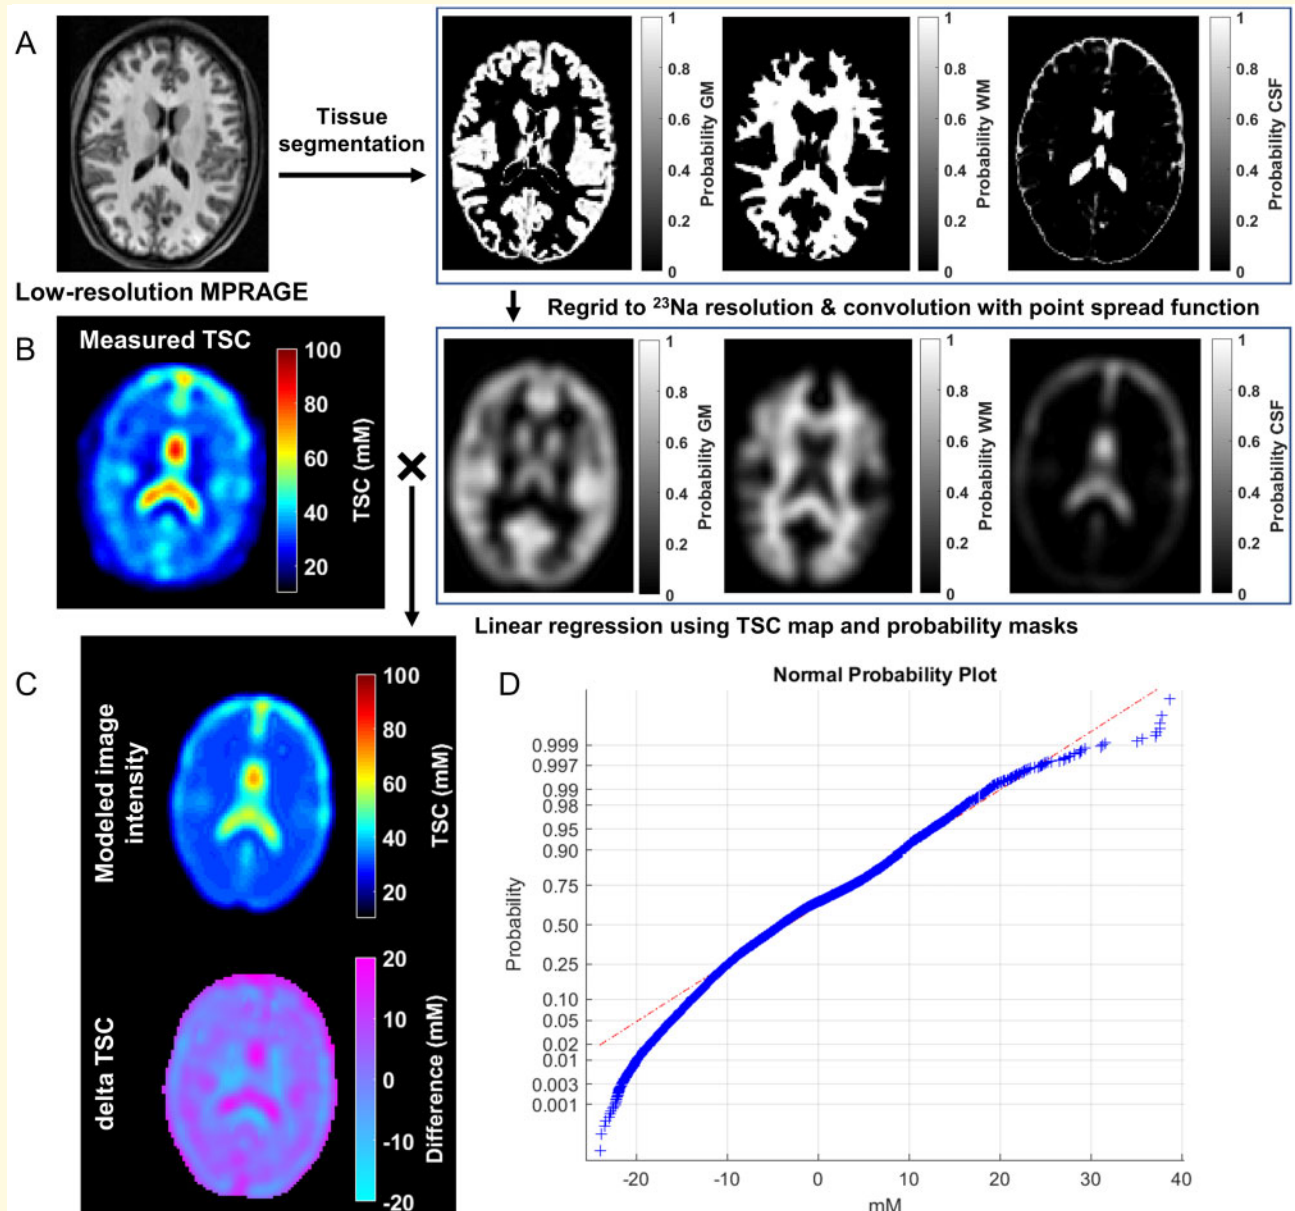 A
Tissue
segmentation
1
0.8
0.6
0.4
0.2
0
Probability GM
1
0.8
0.6
0.4
0.2
0
Probability WM
1
0.8
0.6
0.4
0.2
0
Probability CSF
Low-resolution MPRAGE
Regrid to ²³Na resolution & convolution with point spread function
B
Measured TSC
100
80
60
40
20
TSC (mM)
1
0.8
0.6
0.4
0.2
0
Probability GM
1
0.8
0.6
0.4
0.2
0
Probability WM
1
0.8
0.6
0.4
0.2
0
Probability CSF
Linear regression using TSC map and probability masks
C
Modeled image
intensity
100
80
60
40
20
TSC (mM)
delta TSC
20
10
0
-10
-20
Difference (mM)
D
Normal Probability Plot
Probability
0.999
0.997
0.99
0.98
0.95
0.90
0.75
0.50
0.25
0.10
0.05
0.02
0.01
0.003
0.001
-20 -10 0 10 20 30 40
mM